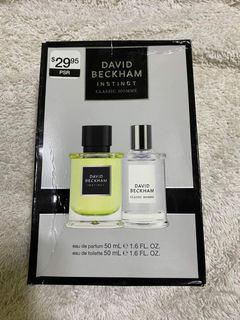 $29.95
PSR
DAVID
BECKHAM
INSTINCT
CLASSIC HOMME
DAVID
BECKHAM
INSTINCT
DAVID
BECKHAM
CLASSIC HOMME
eau de parfum 50 mL ℮ 1.6 FL. OZ.
eau de toilette 50 mL ℮ 1.6 FL. OZ.